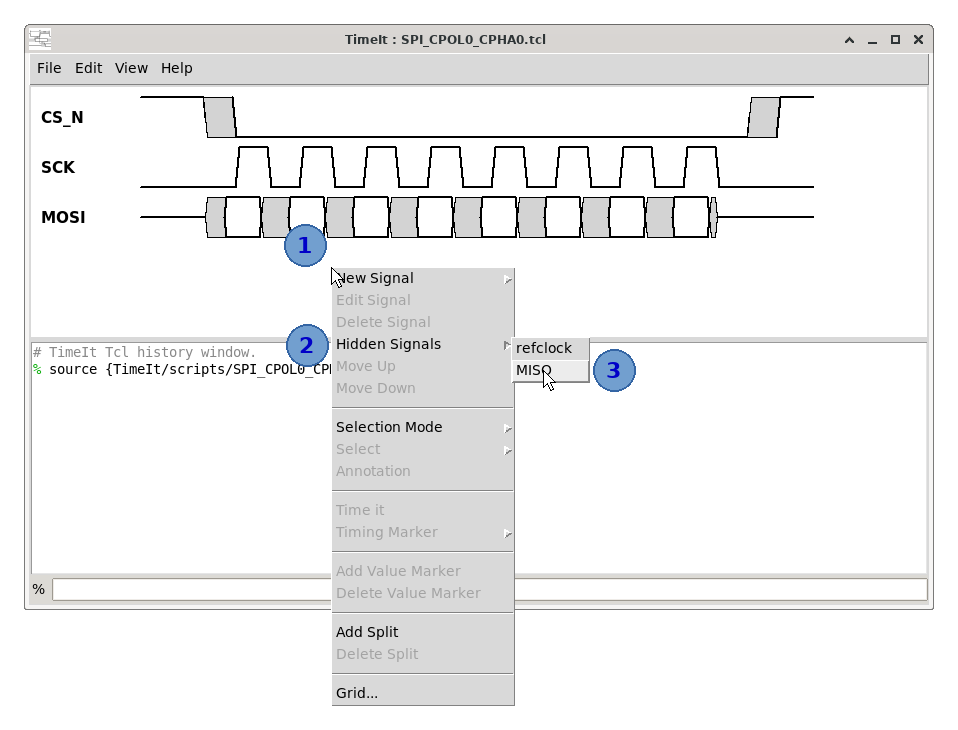 TimeIt : SPI_CPOL0_CPHA0.tcl
File Edit View Help
CS_N
SCK
MOSI
1
New Signal
Edit Signal
Delete Signal
2
Hidden Signals
Move Up
Move Down
refclock
MISO
3
# TimeIt Tcl history window.
% source {TimeIt/scripts/SPI_CPOL0_CPH
Selection Mode
Select
Annotation
Time it
Timing Marker
Add Value Marker
Delete Value Marker
%
Add Split
Delete Split
Grid...